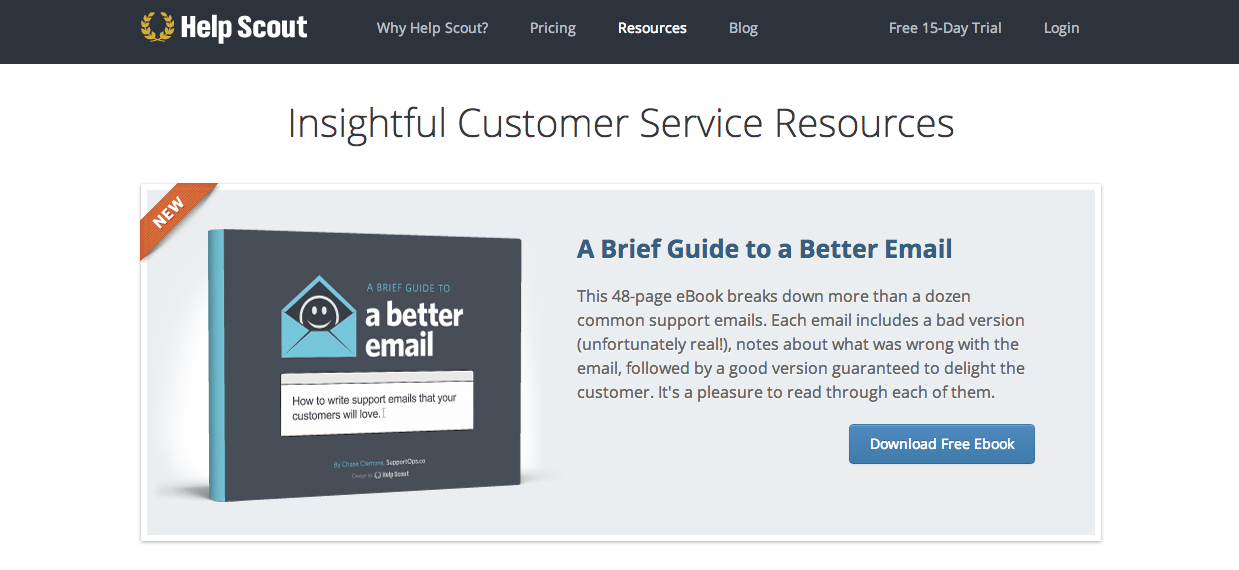 Help Scout
Why Help Scout?
Pricing
Resources
Blog
Free 15-Day Trial
Login
Insightful Customer Service Resources
NEW
A BRIEF GUIDE TO
a better
email
How to write support emails that your
customers will love.
By Chase Clemons, SupportOps.co
Design by Help Scout
A Brief Guide to a Better Email
This 48-page eBook breaks down more than a dozen
common support emails. Each email includes a bad version
(unfortunately real!), notes about what was wrong with the
email, followed by a good version guaranteed to delight the
customer. It's a pleasure to read through each of them.
Download Free Ebook